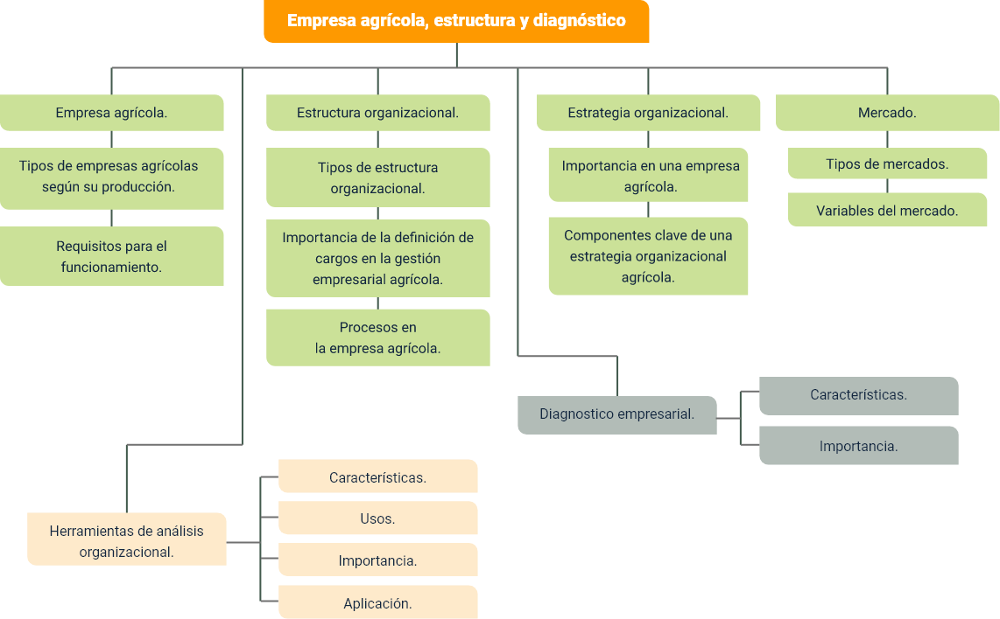 Empresa agrícola, estructura y diagnóstico
Empresa agrícola.
Tipos de empresas agrícolas
según su producción.
Requisitos para el
funcionamiento.
Estructura organizacional.
Tipos de estructura
organizacional.
Importancia de la definición de
cargos en la gestión
empresarial agrícola.
Procesos en
la empresa agrícola.
Estrategia organizacional.
Importancia en una empresa
agrícola.
Componentes clave de una
estrategia organizacional
agrícola.
Mercado.
Tipos de mercados.
Variables del mercado.
Diagnostico empresarial.
Características.
Importancia.
Herramientas de análisis
organizacional.
Características.
Usos.
Importancia.
Aplicación.